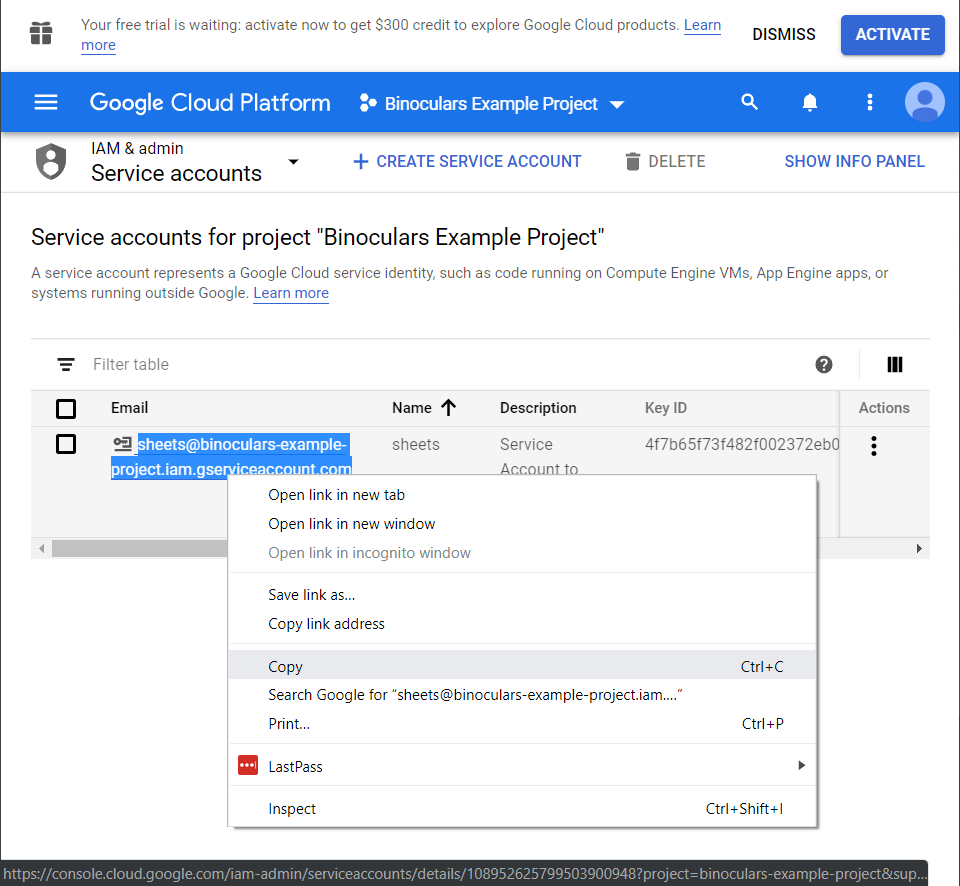 Your free trial is waiting: activate now to get $300 credit to explore Google Cloud products. Learn
more
DISMISS
ACTIVATE
Google Cloud Platform
Binoculars Example Project
IAM & admin
Service accounts
CREATE SERVICE ACCOUNT
DELETE
SHOW INFO PANEL
Service accounts for project "Binoculars Example Project"
A service account represents a Google Cloud service identity, such as code running on Compute Engine VMs, App Engine apps, or
systems running outside Google. Learn more
Filter table
Email
Name
Description
Key ID
Actions
sheets@binoculars-example-
project.iam.gserviceaccount.com
sheets
Service
Account to
4f7b65f73f482f002372eb0
Open link in new tab
Open link in new window
Open link in incognito window
Save link as...
Copy link address
Copy Ctrl+C
Search Google for “sheets@binoculars-example-project.iam....”
Print... Ctrl+P
LastPass
Inspect Ctrl+Shift+I
https://console.cloud.google.com/iam-admin/serviceaccounts/details/108952625799503900948?project=binoculars-example-project&sup...